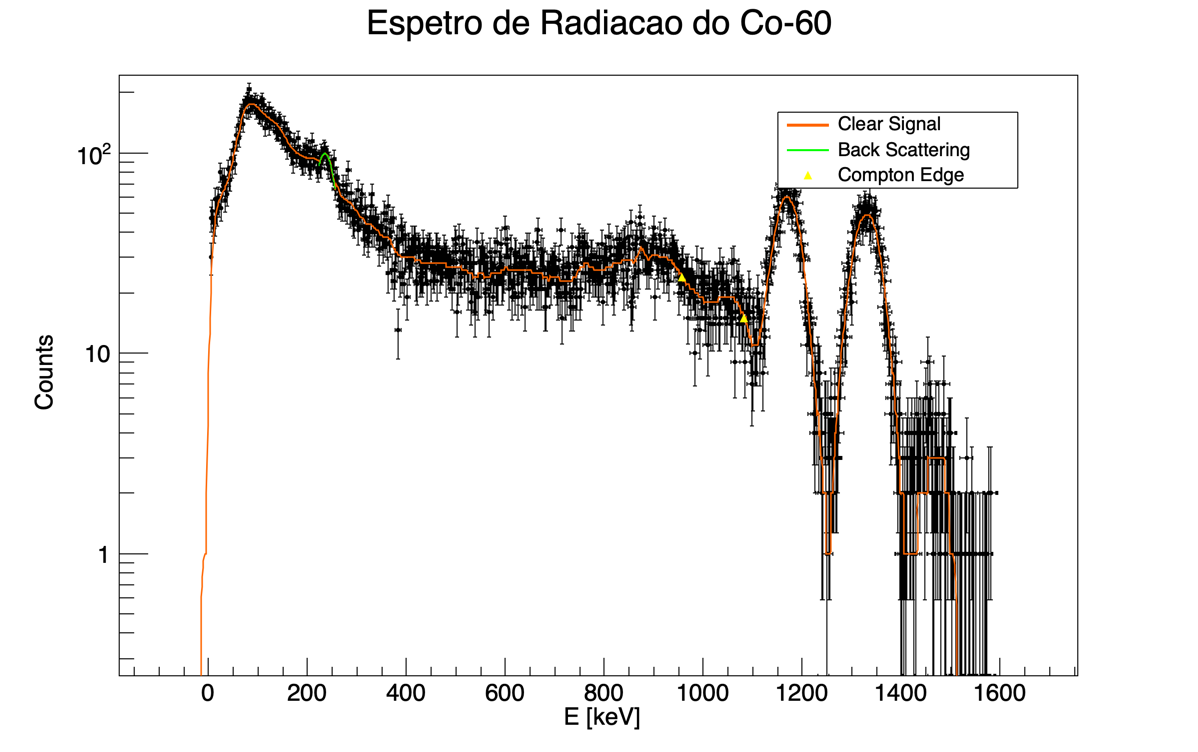 Espetro de Radiacao do Co-60
Clear Signal
Back Scattering
Compton Edge
10²
10
1
Counts
0 200 400 600 800 1000 1200 1400 1600
E [keV]